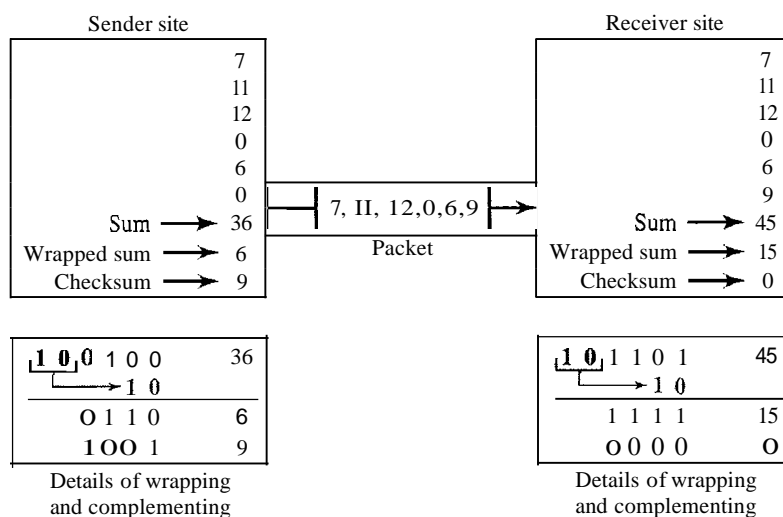 Sender site
7
11
12
0
6
0
Sum 36
Wrapped sum 6
Checksum 9
7, II, 12,0,6,9
Packet
Receiver site
7
11
12
0
6
9
Sum 45
Wrapped sum 15
Checksum 0
1 0 0 1 0 0 36
1 0
O 1 1 0 6
1 O O 1 9
Details of wrapping
and complementing
1 0 1 1 0 1 45
1 0
1 1 1 1 15
O 0 0 0 O
Details of wrapping
and complementing